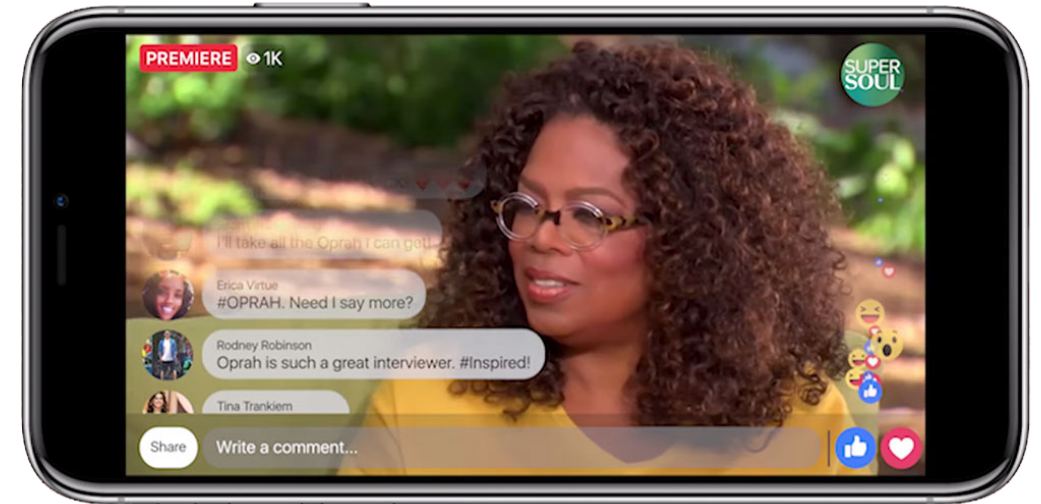 PREMIERE 1K
SUPER
SOUL
I'll take all the Oprah I can get!
Erica Virtue
#OPRAH. Need I say more?
Rodney Robinson
Oprah is such a great interviewer. #Inspired!
Tina Trankiem
Share
Write a comment...